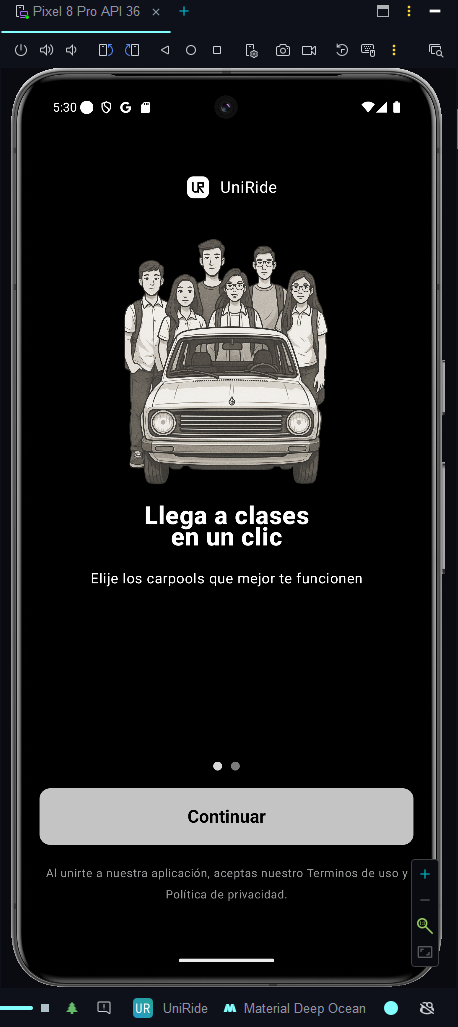 Pixel 8 Pro API 36
5:30
UR UniRide
Llega a clases
en un clic
Elije los carpools que mejor te funcionen
Continuar
Al unirte a nuestra aplicación, aceptas nuestro Terminos de uso y
Política de privacidad.
UR UniRide Material Deep Ocean